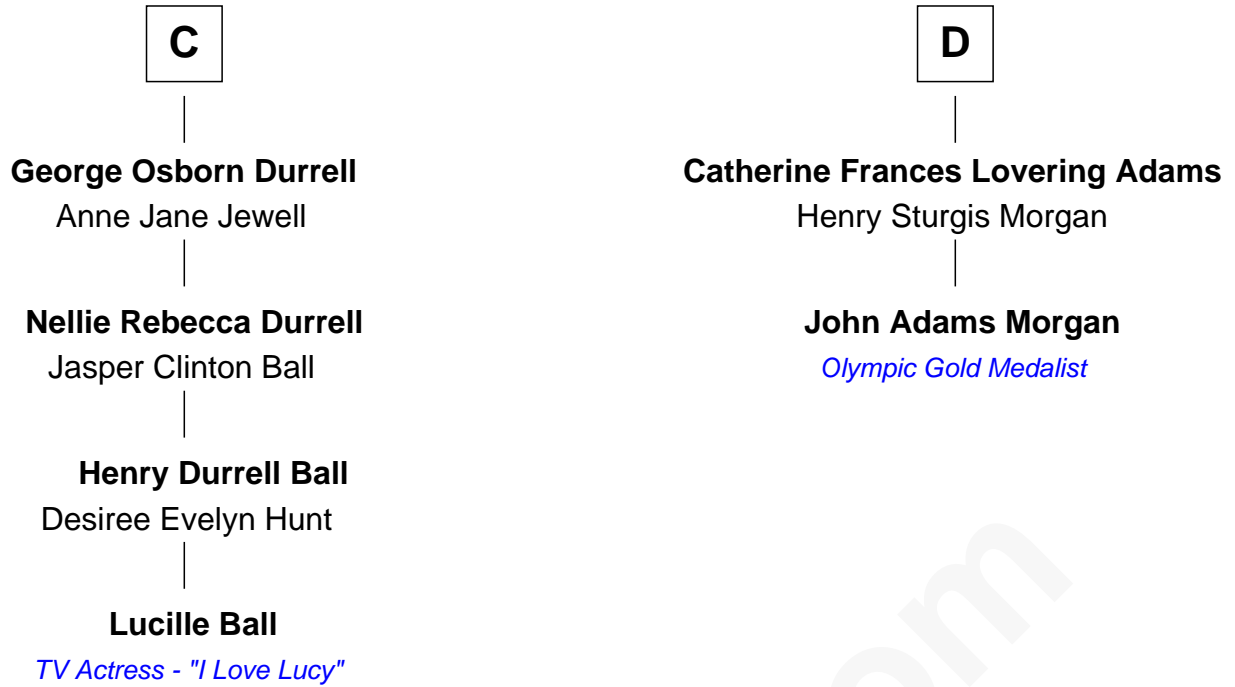 C
George Osborn Durrell
Anne Jane Jewell
Nellie Rebecca Durrell
Jasper Clinton Ball
Henry Durrell Ball
Desiree Evelyn Hunt
Lucille Ball
TV Actress - "I Love Lucy"
D
Catherine Frances Lovering Adams
Henry Sturgis Morgan
John Adams Morgan
Olympic Gold Medalist
om